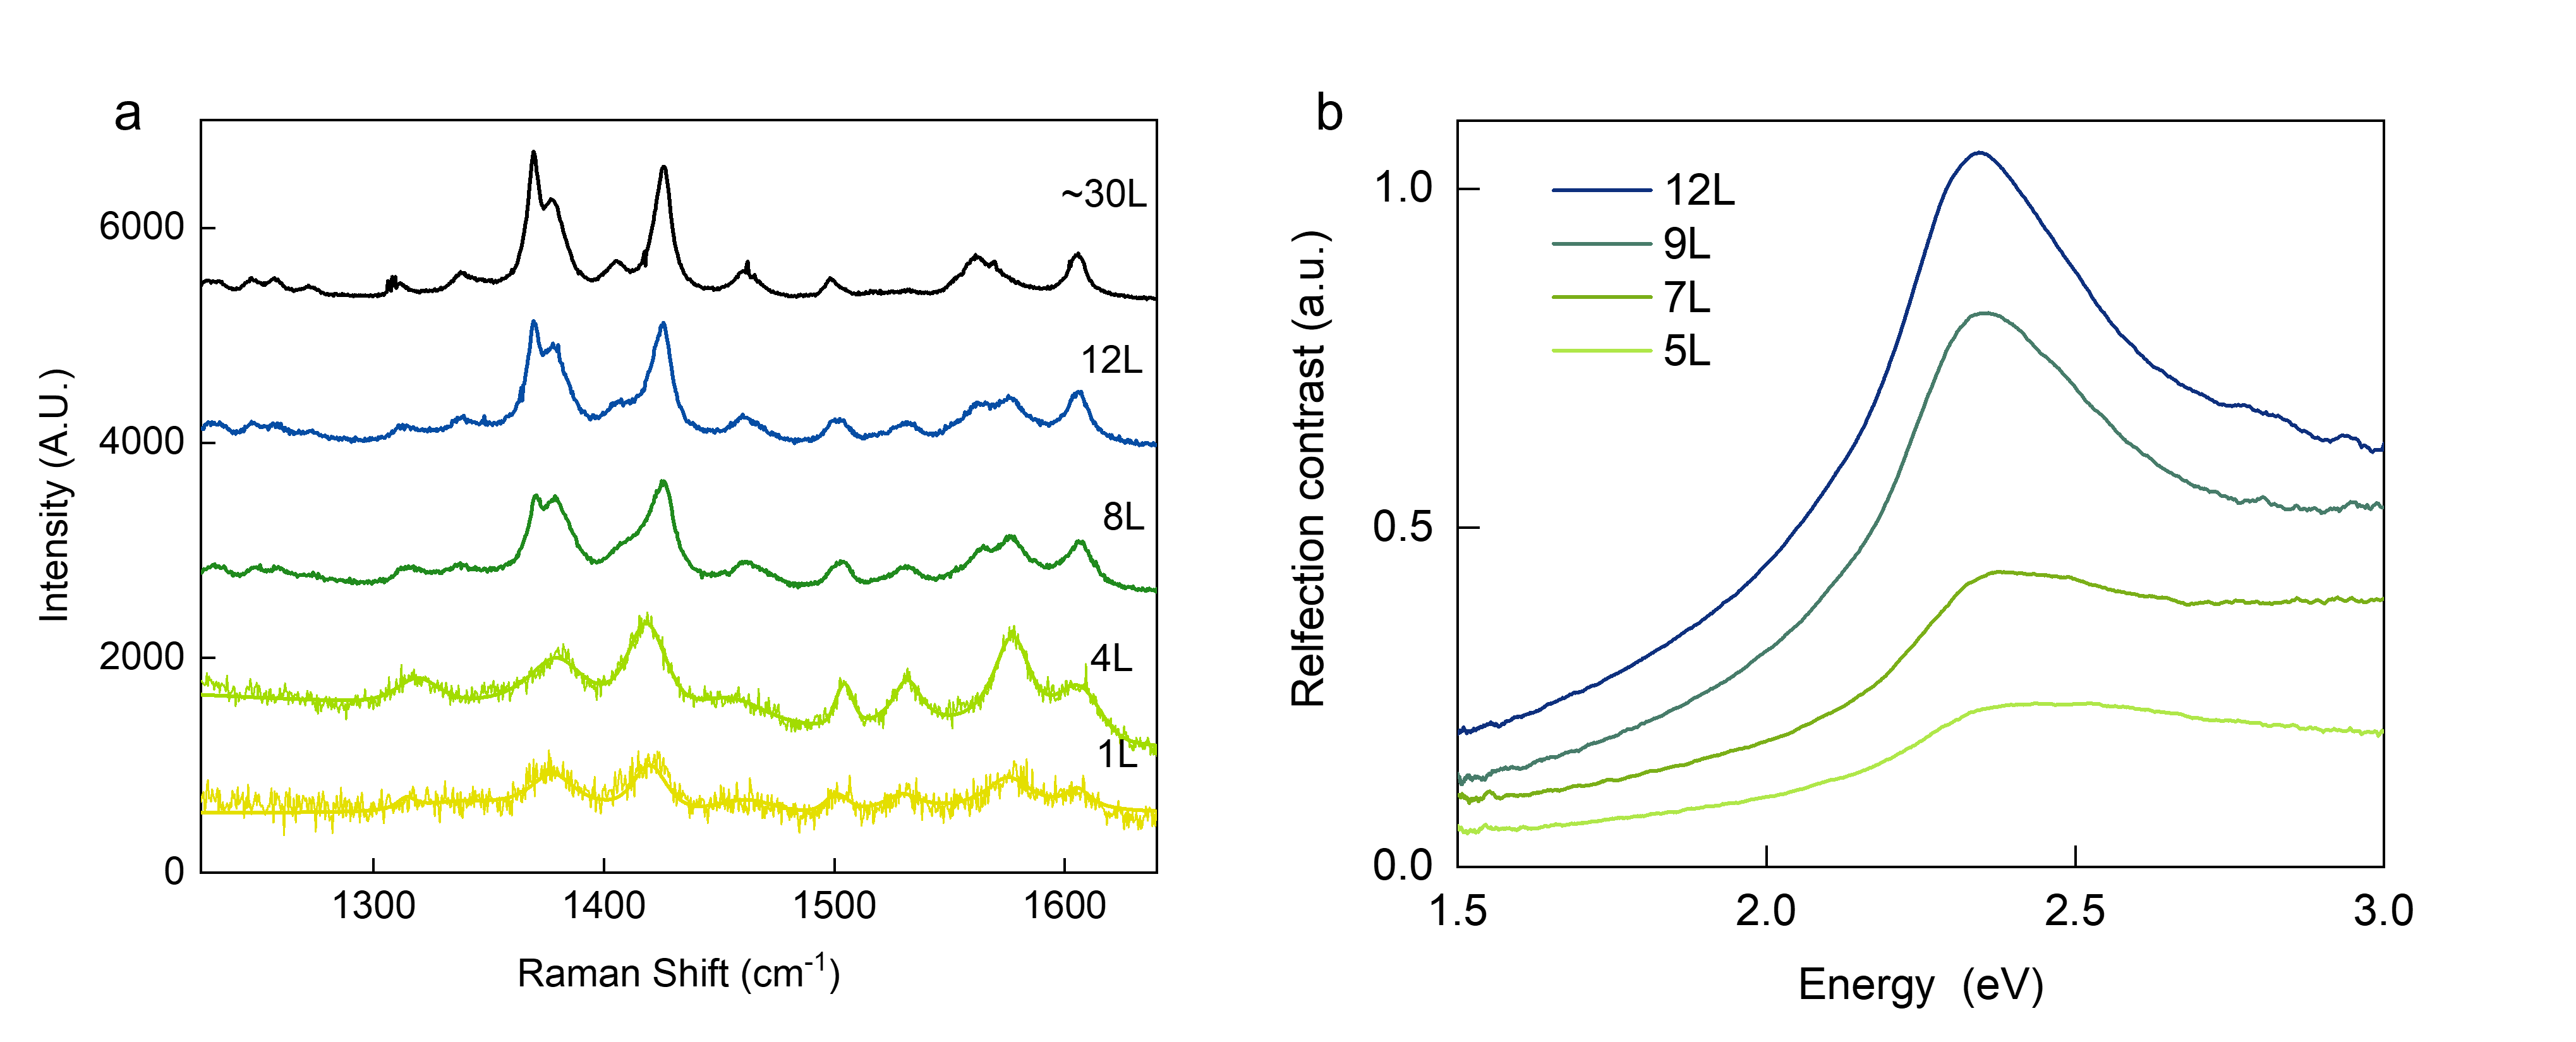 a
Intensity (A.U.)
6000
4000
2000
0
~30L
12L
8L
4L
1L
1300 1400 1500 1600
Raman Shift (cm-1)
b
Relfection contrast (a.u.)
1.0
0.5
0.0
12L
9L
7L
5L
1.5 2.0 2.5 3.0
Energy (eV)